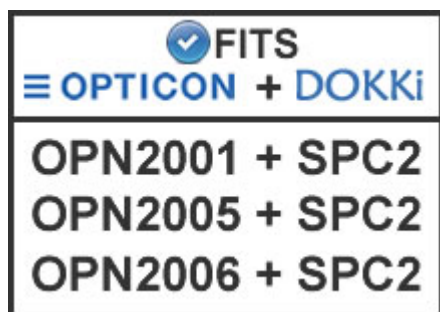 FITS
OPTICON + DOKKi
OPN2001 + SPC2
OPN2005 + SPC2
OPN2006 + SPC2